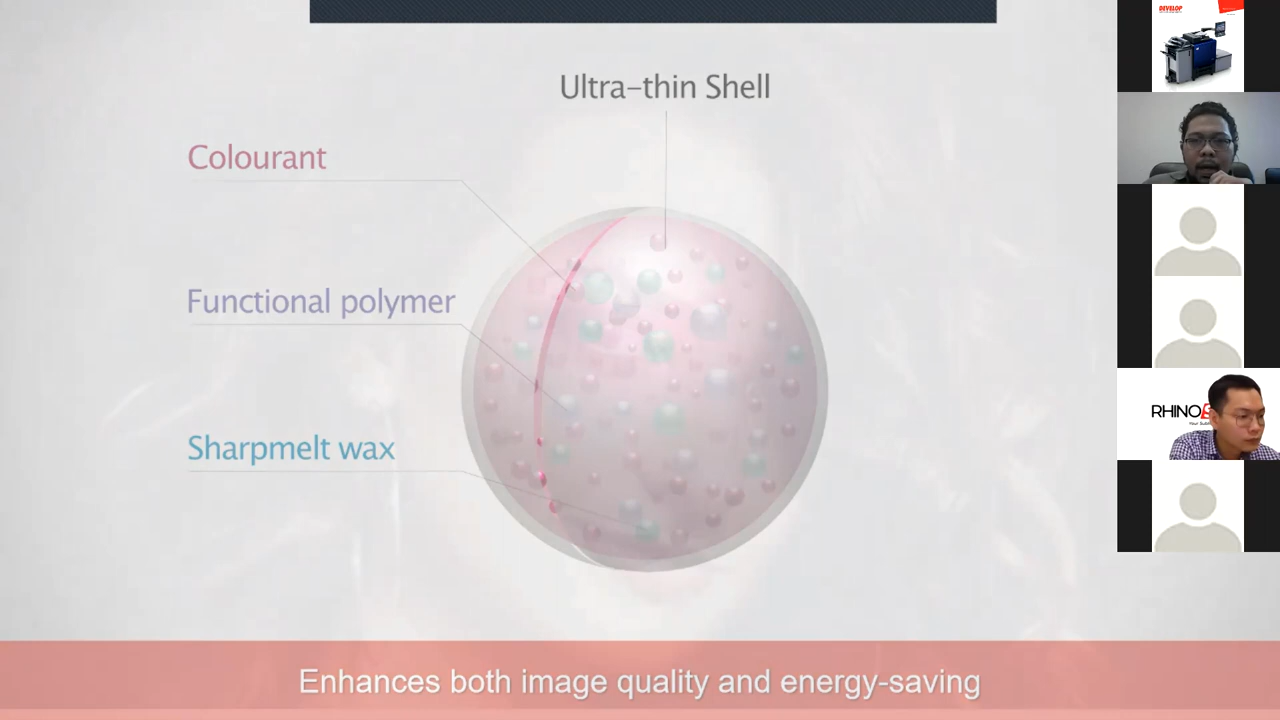 Ultra-thin Shell
Colourant
Functional polymer
Sharpmelt wax
Enhances both image quality and energy-saving
DEVELOP
RHINO